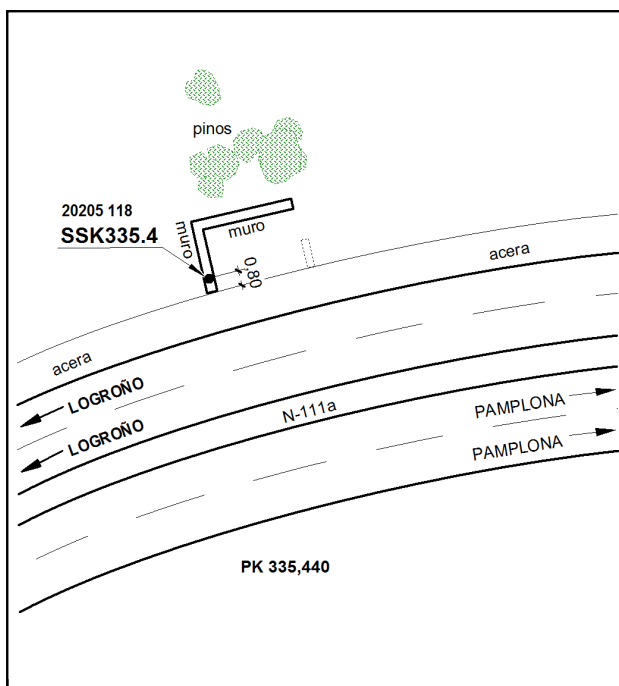 pinos
20205 118
SSK335.4
muro
muro
0,80
acera
acera
LOGROÑO
LOGROÑO
N-111a
PAMPLONA
PAMPLONA
PK 335,440